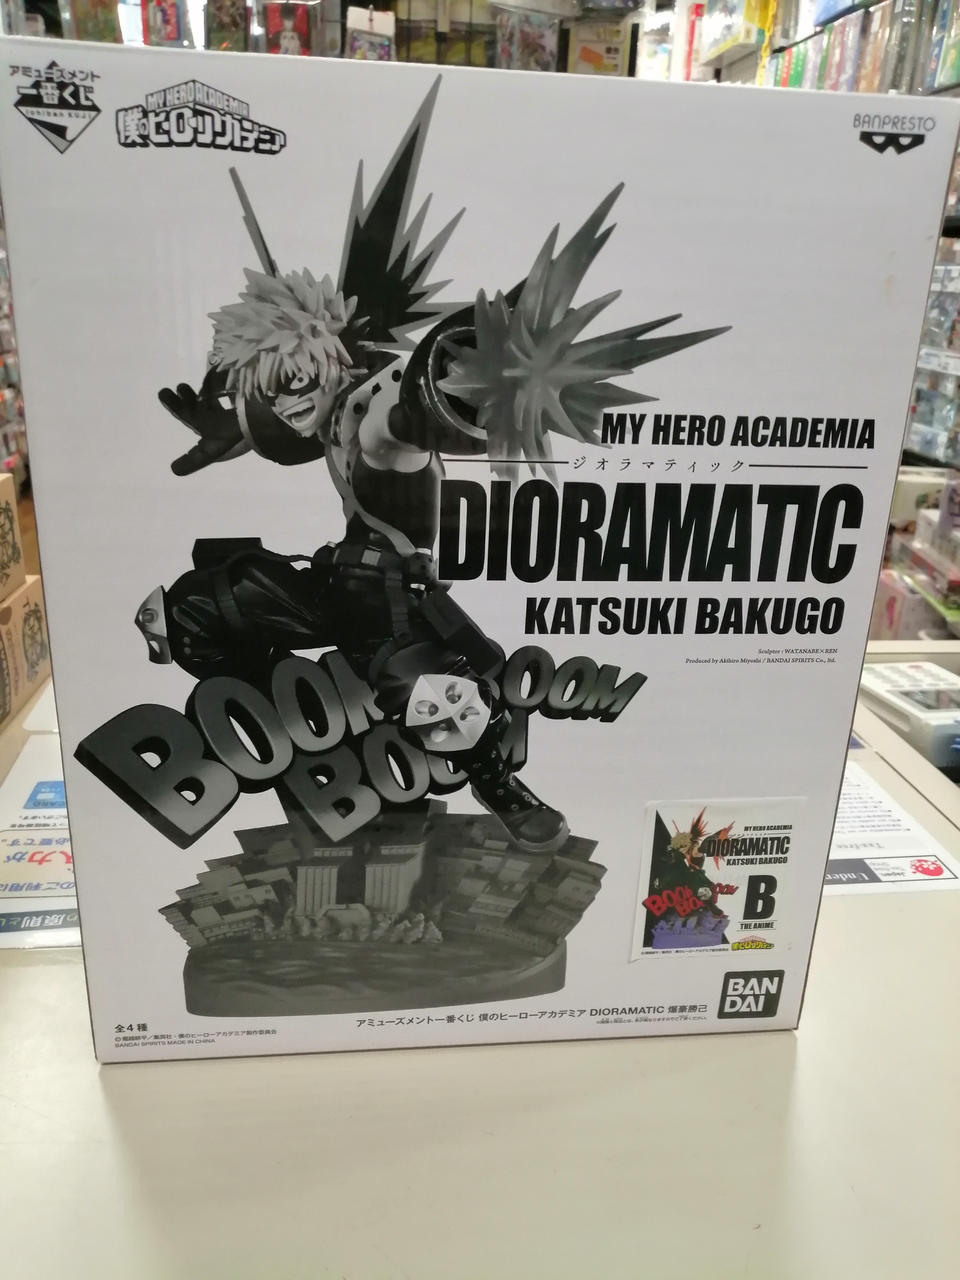 アミューズメント
一番くじ
ichiban KUJI
MY HERO ACADEMIA
僕のヒーローアカデミア
BANPRESTO
MY HERO ACADEMIA
ジオラマティック
DIORAMATIC
KATSUKI BAKUGO
Sculptor : WATANABE×REN
Produced by Akihiro Miyoshi / BANDAI SPIRITS Co., ltd.
BOOM BOOM
BOOM
MY HERO ACADEMIA
DIORAMATIC
KATSUKI BAKUGO
B
THE ANIME
BAN
DAI
全4種
©堀越耕平／集英社・僕のヒーローアカデミア製作委員会
BANDAI SPIRITS MADE IN CHINA
アミューズメント一番くじ 僕のヒーローアカデミア DIORAMATIC 爆豪勝己
Tax-free
Japan
Under